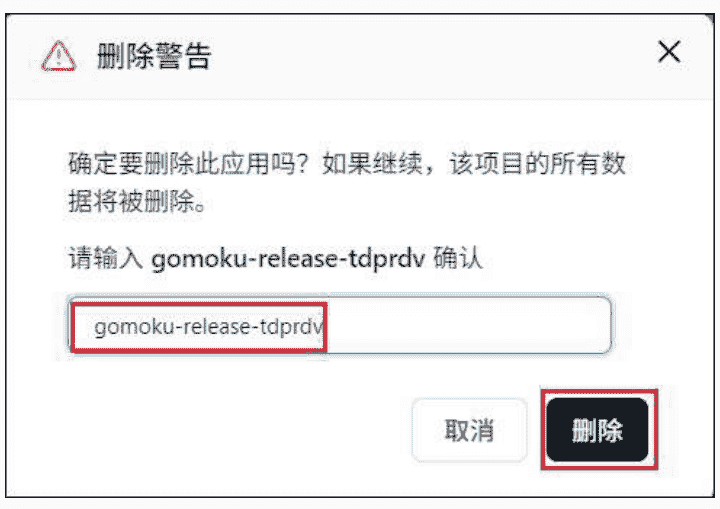 删除警告
确定要删除此应用吗？如果继续，该项目的所有数
据将被删除。
请输入 gomoku-release-tdprdv 确认
gomoku-release-tdprdv
取消
删除